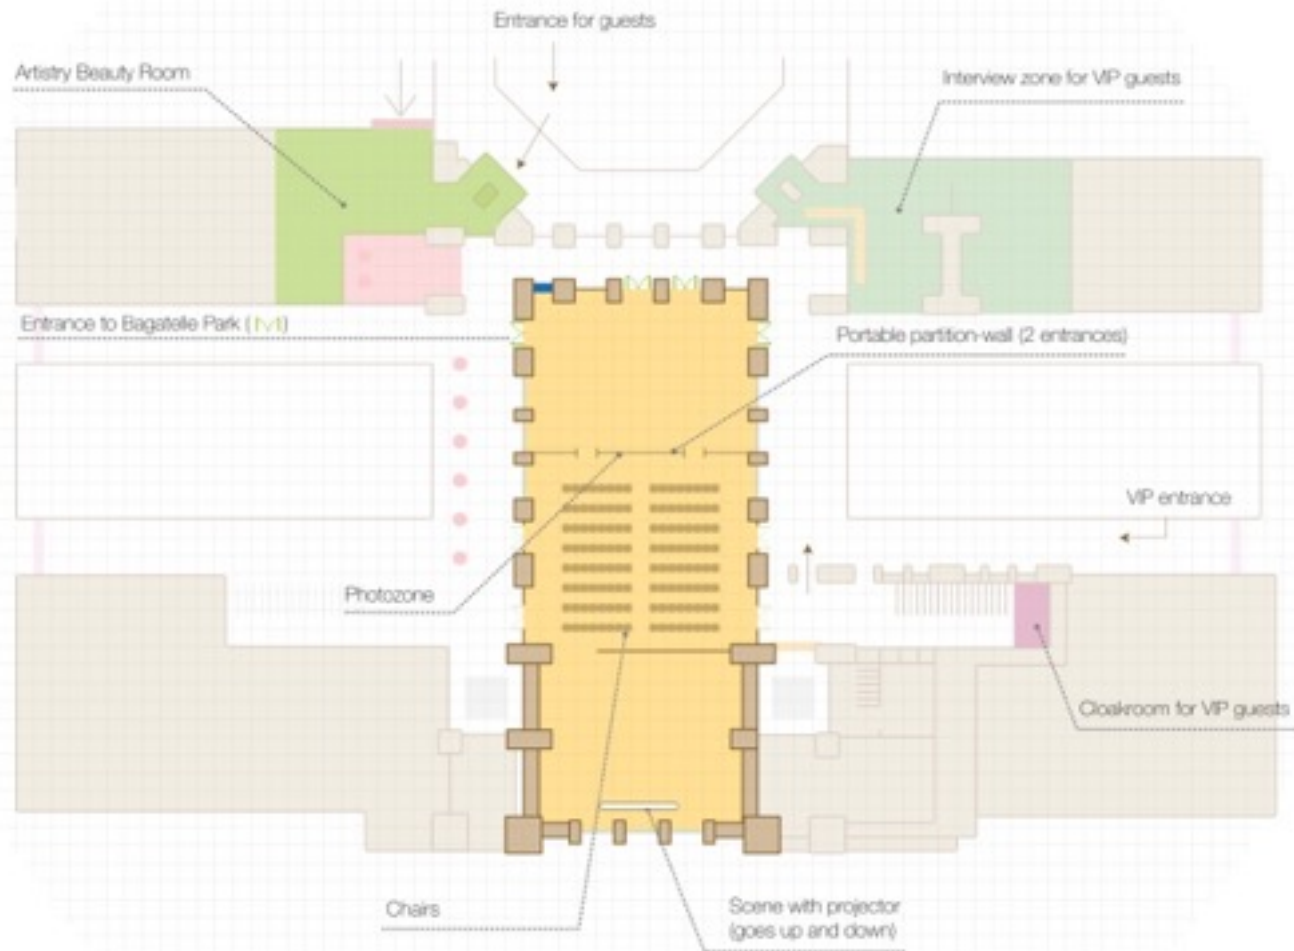 Entrance for guests
Artistry Beauty Room
Interview zone for VIP guests
Entrance to Bagatelle Park ( )
Portable partition-wall (2 entrances)
VIP entrance
Photozone
Cloakroom for VIP guests
Chairs
Scene with projector
(goes up and down)